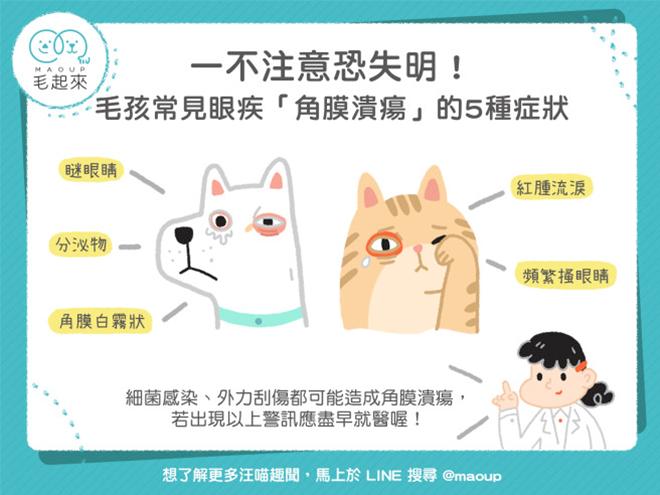 MAOUP
毛起來
一不注意恐失明！
毛孩常見眼疾「角膜潰瘍」的5種症狀
瞇眼睛
分泌物
角膜白霧狀
紅腫流淚
頻繁搔眼睛
細菌感染、外力刮傷都可能造成角膜潰瘍，
若出現以上警訊應盡早就醫喔！
想了解更多汪喵趣聞，馬上於 LINE 搜尋 @maoup